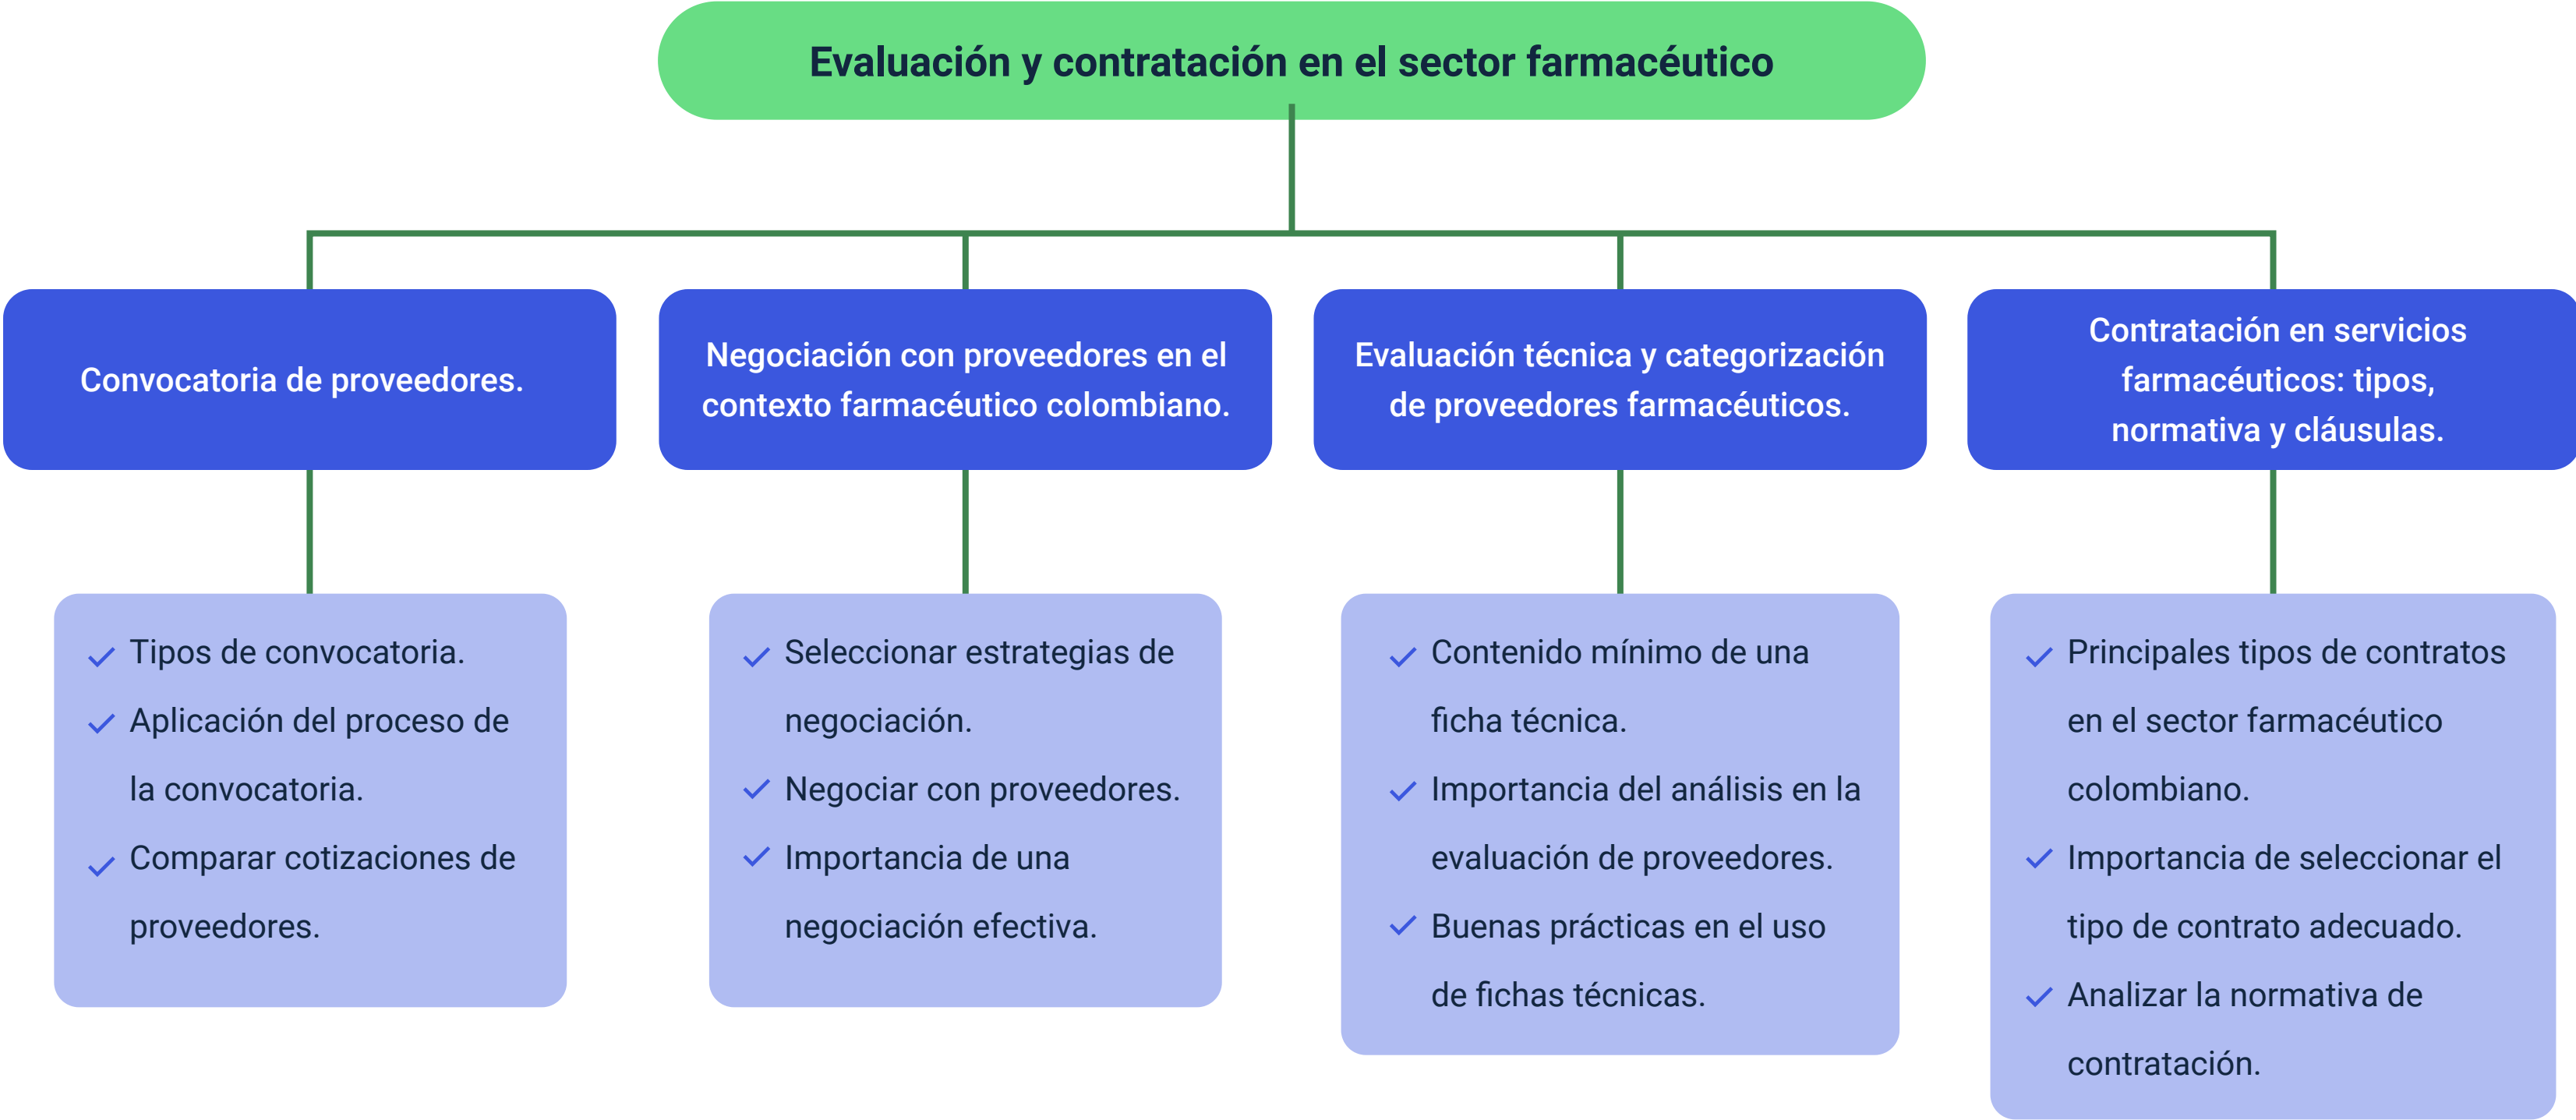 Evaluación y contratación en el sector farmacéutico
Convocatoria de proveedores.
Negociación con proveedores en el
contexto farmacéutico colombiano.
Evaluación técnica y categorización
de proveedores farmacéuticos.
Contratación en servicios
farmacéuticos: tipos,
normativa y cláusulas.
Tipos de convocatoria.
Aplicación del proceso de
la convocatoria.
Comparar cotizaciones de
proveedores.
Seleccionar estrategias de
negociación.
Negociar con proveedores.
Importancia de una
negociación efectiva.
Contenido mínimo de una
ficha técnica.
Importancia del análisis en la
evaluación de proveedores.
Buenas prácticas en el uso
de fichas técnicas.
Principales tipos de contratos
en el sector farmacéutico
colombiano.
Importancia de seleccionar el
tipo de contrato adecuado.
Analizar la normativa de
contratación.